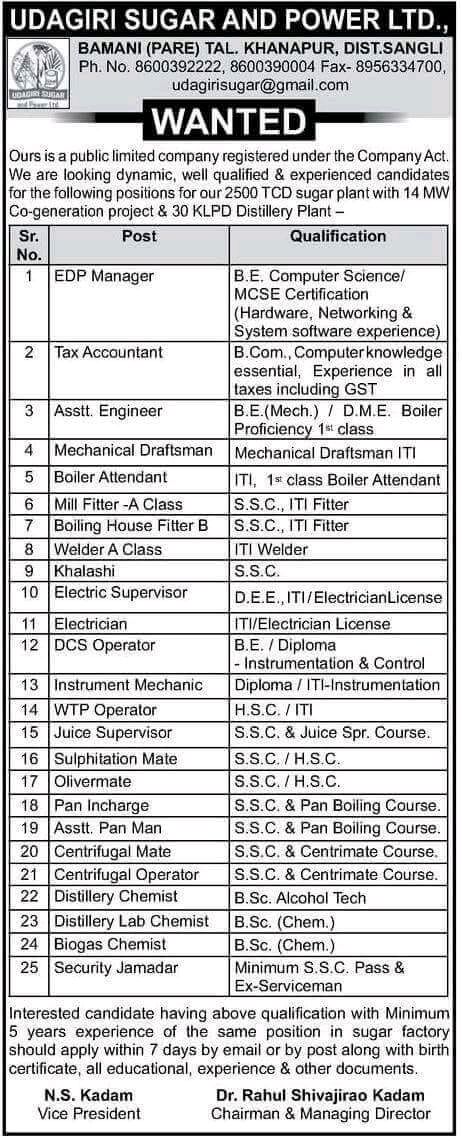 UDAGIRI SUGAR AND POWER LTD.,
BAMANI (PARE) TAL. KHANAPUR, DIST.SANGLI
Ph. No. 8600392222, 8600390004 Fax- 8956334700,
udagirisugar@gmail.com
UDAGIRI SUGAR
and Power Ltd.
WANTED
Ours is a public limited company registered under the Company Act.
We are looking dynamic, well qualified & experienced candidates
for the following positions for our 2500 TCD sugar plant with 14 MW
Co-generation project & 30 KLPD Distillery Plant –
Sr. No. Post Qualification
1 EDP Manager B.E. Computer Science/
MCSE Certification
(Hardware, Networking &
System software experience)
2 Tax Accountant B.Com., Computer knowledge
essential, Experience in all
taxes including GST
3 Asstt. Engineer B.E.(Mech.) / D.M.E. Boiler
Proficiency 1st class
4 Mechanical Draftsman Mechanical Draftsman ITI
5 Boiler Attendant ITI, 1st class Boiler Attendant
6 Mill Fitter -A Class S.S.C., ITI Fitter
7 Boiling House Fitter B S.S.C., ITI Fitter
8 Welder A Class ITI Welder
9 Khalashi S.S.C.
10 Electric Supervisor D.E.E., ITI / Electrician License
11 Electrician ITI/Electrician License
12 DCS Operator B.E. / Diploma
- Instrumentation & Control
13 Instrument Mechanic Diploma / ITI-Instrumentation
14 WTP Operator H.S.C. / ITI
15 Juice Supervisor S.S.C. & Juice Spr. Course.
16 Sulphitation Mate S.S.C. / H.S.C.
17 Olivermate S.S.C. / H.S.C.
18 Pan Incharge S.S.C. & Pan Boiling Course.
19 Asstt. Pan Man S.S.C. & Pan Boiling Course.
20 Centrifugal Mate S.S.C. & Centrimate Course.
21 Centrifugal Operator S.S.C. & Centrimate Course.
22 Distillery Chemist B.Sc. Alcohol Tech
23 Distillery Lab Chemist B.Sc. (Chem.)
24 Biogas Chemist B.Sc. (Chem.)
25 Security Jamadar Minimum S.S.C. Pass &
Ex-Serviceman
Interested candidate having above qualification with Minimum
5 years experience of the same position in sugar factory
should apply within 7 days by email or by post along with birth
certificate, all educational, experience & other documents.
N.S. Kadam Dr. Rahul Shivajirao Kadam
Vice President Chairman & Managing Director